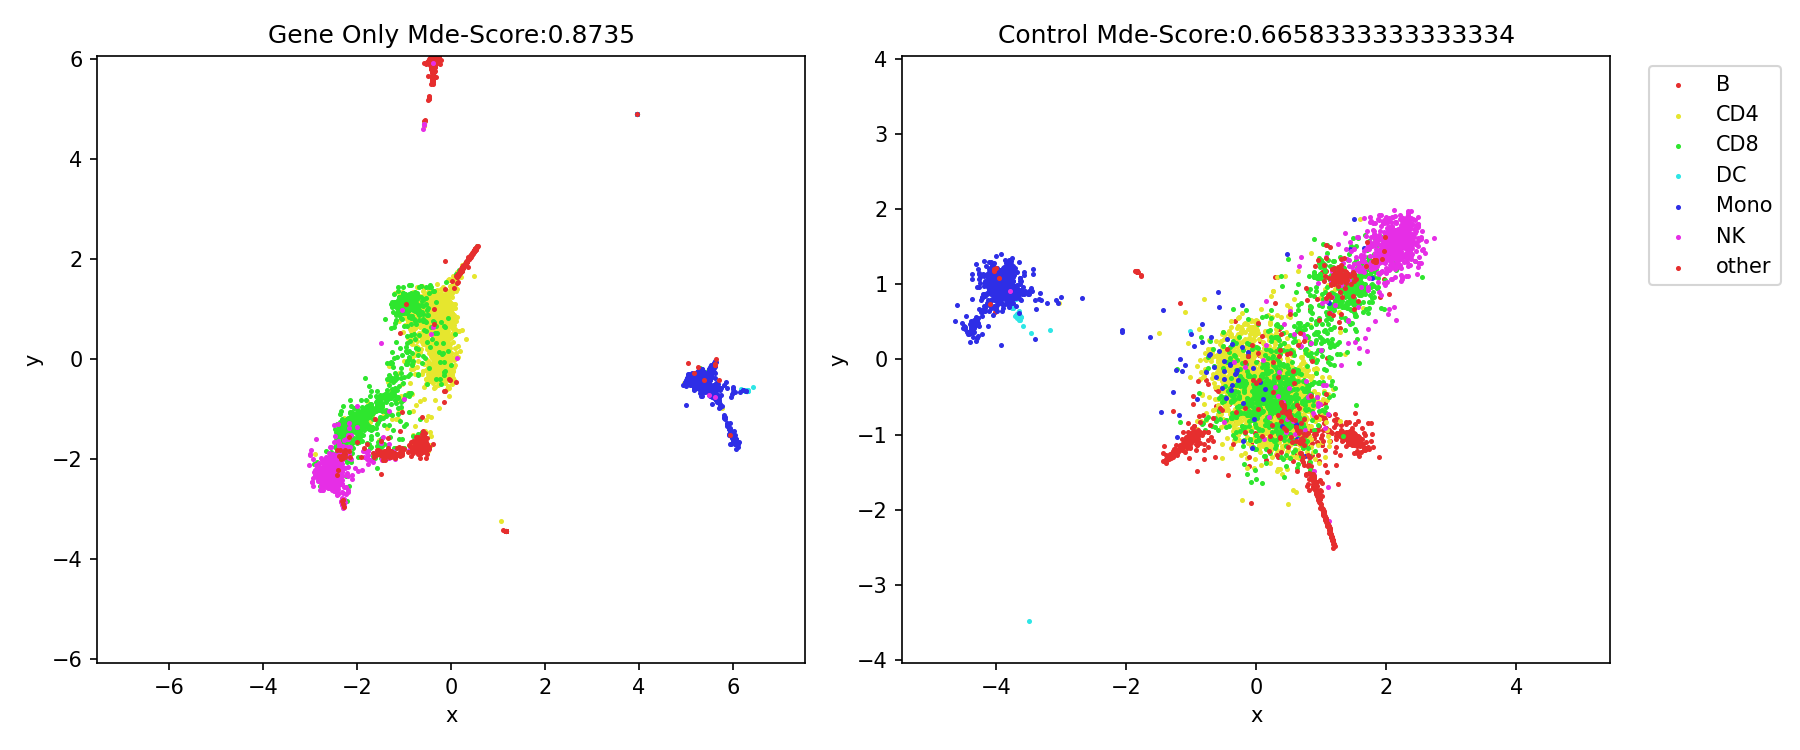 Gene Only Mde-Score:0.8735
6
4
2
0
−2
−4
−6
y
−6
−4
−2
0
2
4
6
x
Control Mde-Score:0.6658333333333334
4
3
2
1
0
−1
−2
−3
−4
y
−4
−2
0
2
4
x
B
CD4
CD8
DC
Mono
NK
other